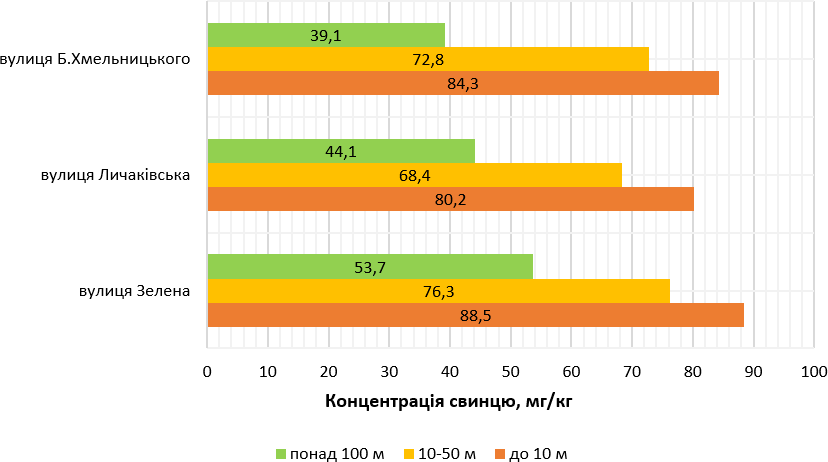 39,1
вулиця Б.Хмельницького
72,8
84,3
44,1
вулиця Личаківська
68,4
80,2
53,7
вулиця Зелена
76,3
88,5
0 10 20 30 40 50 60 70 80 90 100
Концентрація свинцю, мг/кг
понад 100 м 10-50 м до 10 м